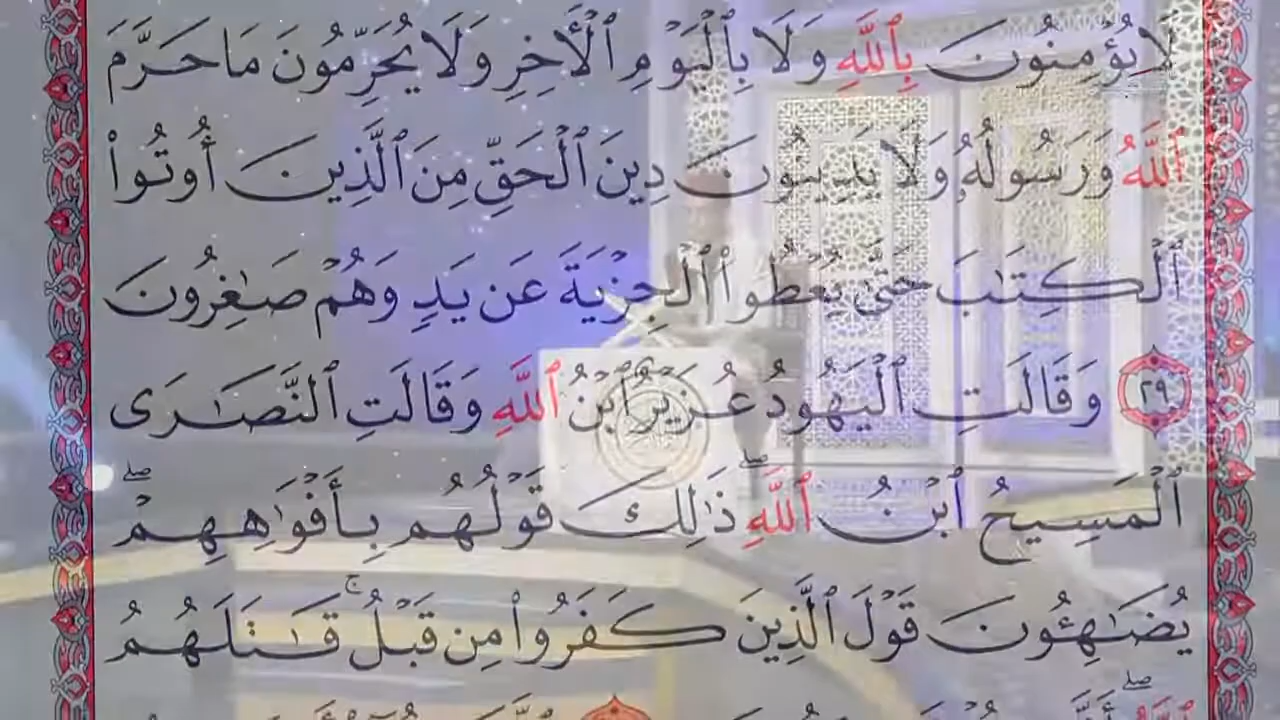 لَا يُؤْمِنُونَ بِٱللَّهِ وَلَا بِٱلْيَوْمِ ٱلْأَخِرِ وَلَا يُحَرِّمُونَ مَا حَرَّمَ
ٱللَّهُ وَرَسُولُهُۥ وَلَا يَدِينُونَ دِينَ ٱلْحَقِّ مِنَ ٱلَّذِينَ أُوتُوا۟
ٱلْكِتَٰبَ حَتَّىٰ يُعْطُوا۟ ٱلْجِزْيَةَ عَن يَدٍ وَهُمْ صَٰغِرُونَ
٢٩ وَقَالَتِ ٱلْيَهُودُ عُزَيْرٌ ٱبْنُ ٱللَّهِ وَقَالَتِ ٱلنَّصَٰرَى
ٱلْمَسِيحُ ٱبْنُ ٱللَّهِ ۖ ذَٰلِكَ قَوْلُهُم بِأَفْوَٰهِهِمْ ۖ
يُضَٰهِـُٔونَ قَوْلَ ٱلَّذِينَ كَفَرُوا۟ مِن قَبْلُ ۚ قَٰتَلَهُمُ